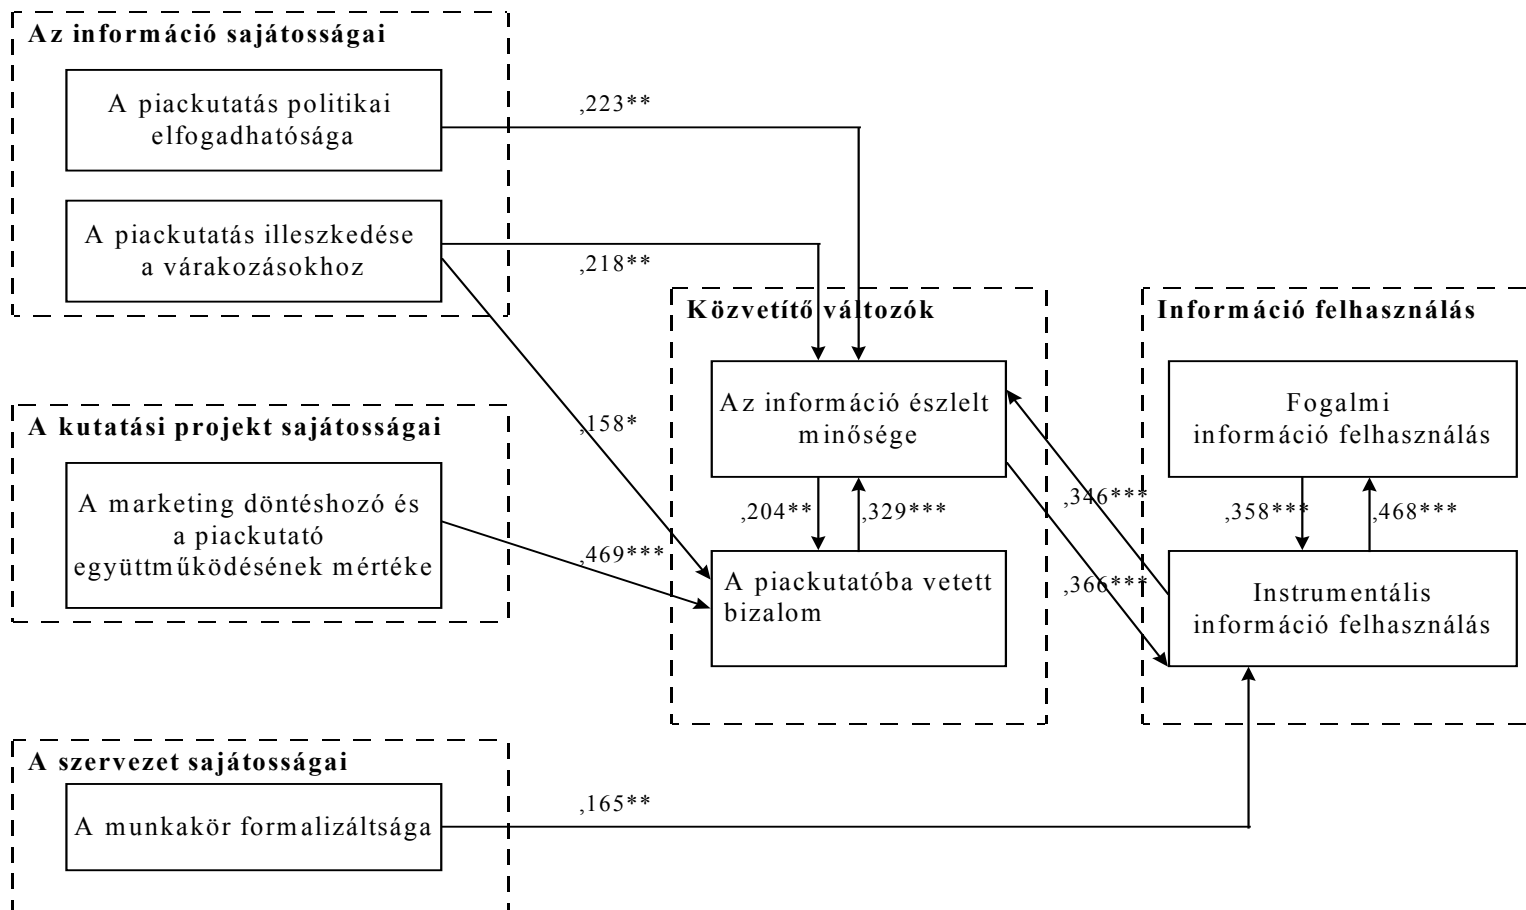 Az információ sajátosságai
A piackutatás politikai
elfogadhatósága
,223**
A piackutatás illeszkedése
a várakozásokhoz
,218**
,158*
A kutatási projekt sajátosságai
A marketing döntéshozó és
a piackutató
együttműködésének mértéke
,469***
Közvetítő változók
Az információ észlelt
minősége
,204**
,329***
A piackutatóba vetett
bizalom
,346***
,366***
Információ felhasználás
Fogalmi
információ felhasználás
,358***
,468***
Instrumentális
információ felhasználás
A szervezet sajátosságai
A munkakör formalizáltsága
,165**